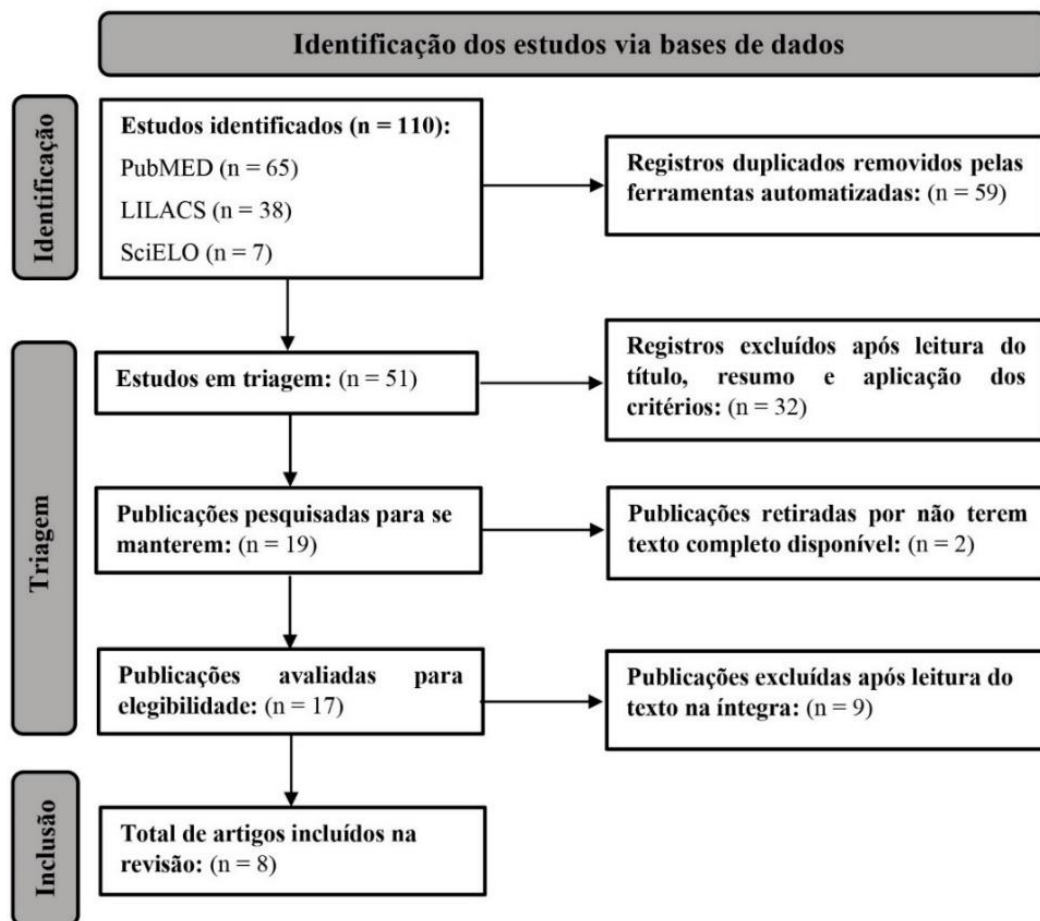 Identificação dos estudos via bases de dados
Identificação
Estudos identificados (n = 110):
PubMED (n = 65)
LILACS (n = 38)
SciELO (n = 7)
Registros duplicados removidos pelas
ferramentas automatizadas: (n = 59)
Triagem
Estudos em triagem: (n = 51)
Registros excluídos após leitura do
título, resumo e aplicação dos
critérios: (n = 32)
Publicações pesquisadas para se
manterem: (n = 19)
Publicações retiradas por não terem
texto completo disponível: (n = 2)
Publicações avaliadas para
elegibilidade: (n = 17)
Publicações excluídas após leitura do
texto na íntegra: (n = 9)
Inclusão
Total de artigos incluídos na
revisão: (n = 8)